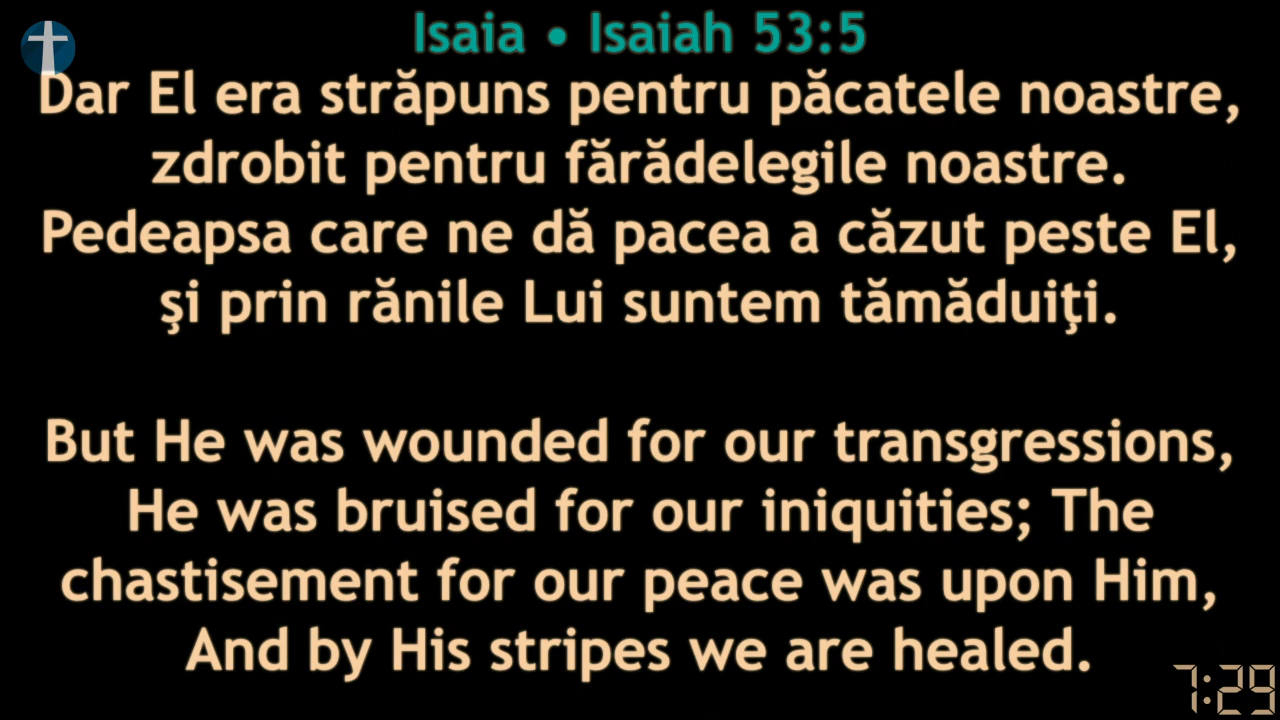 Isaia • Isaiah 53:5
Dar El era străpuns pentru păcatele noastre,
zdrobit pentru fărădelegile noastre.
Pedeapsa care ne dă pacea a căzut peste El,
şi prin rănile Lui suntem tămăduiţi.
But He was wounded for our transgressions,
He was bruised for our iniquities; The
chastisement for our peace was upon Him,
And by His stripes we are healed.
7:29